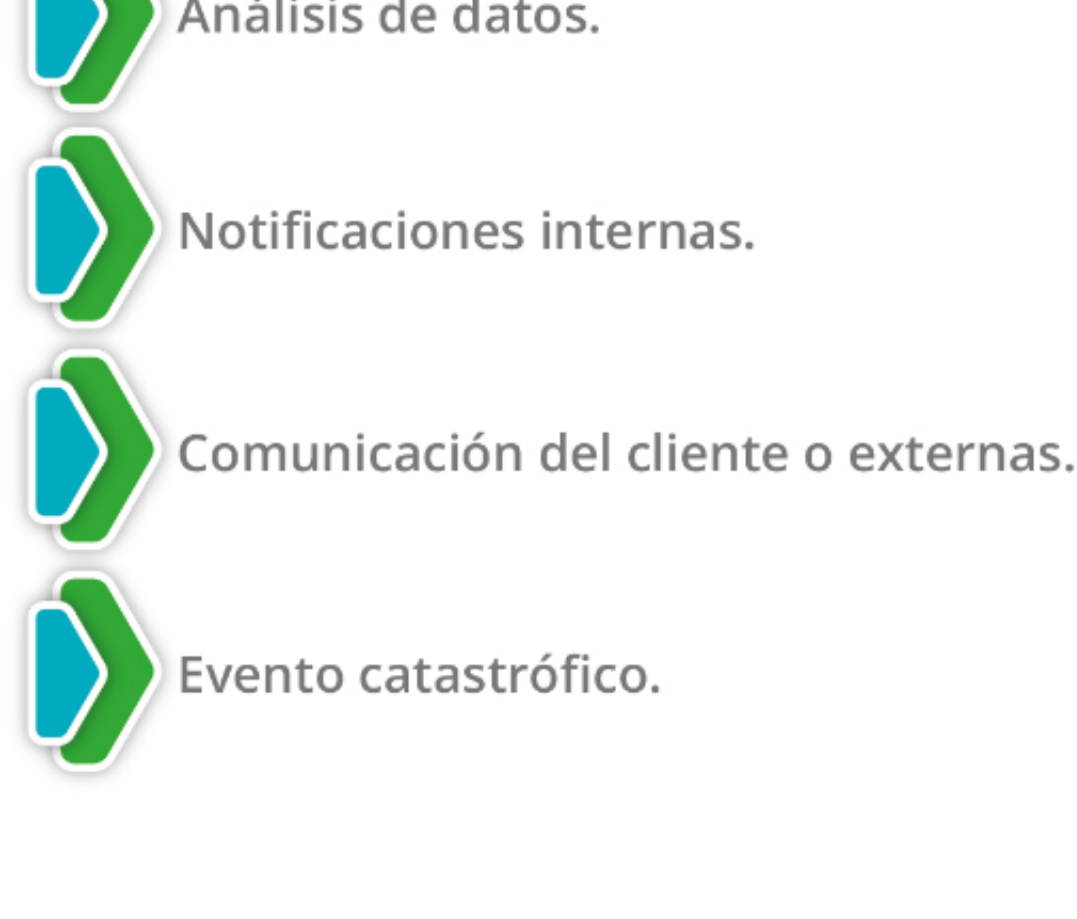 Análisis de datos.
Notificaciones internas.
Comunicación del cliente o externas.
Evento catastrófico.